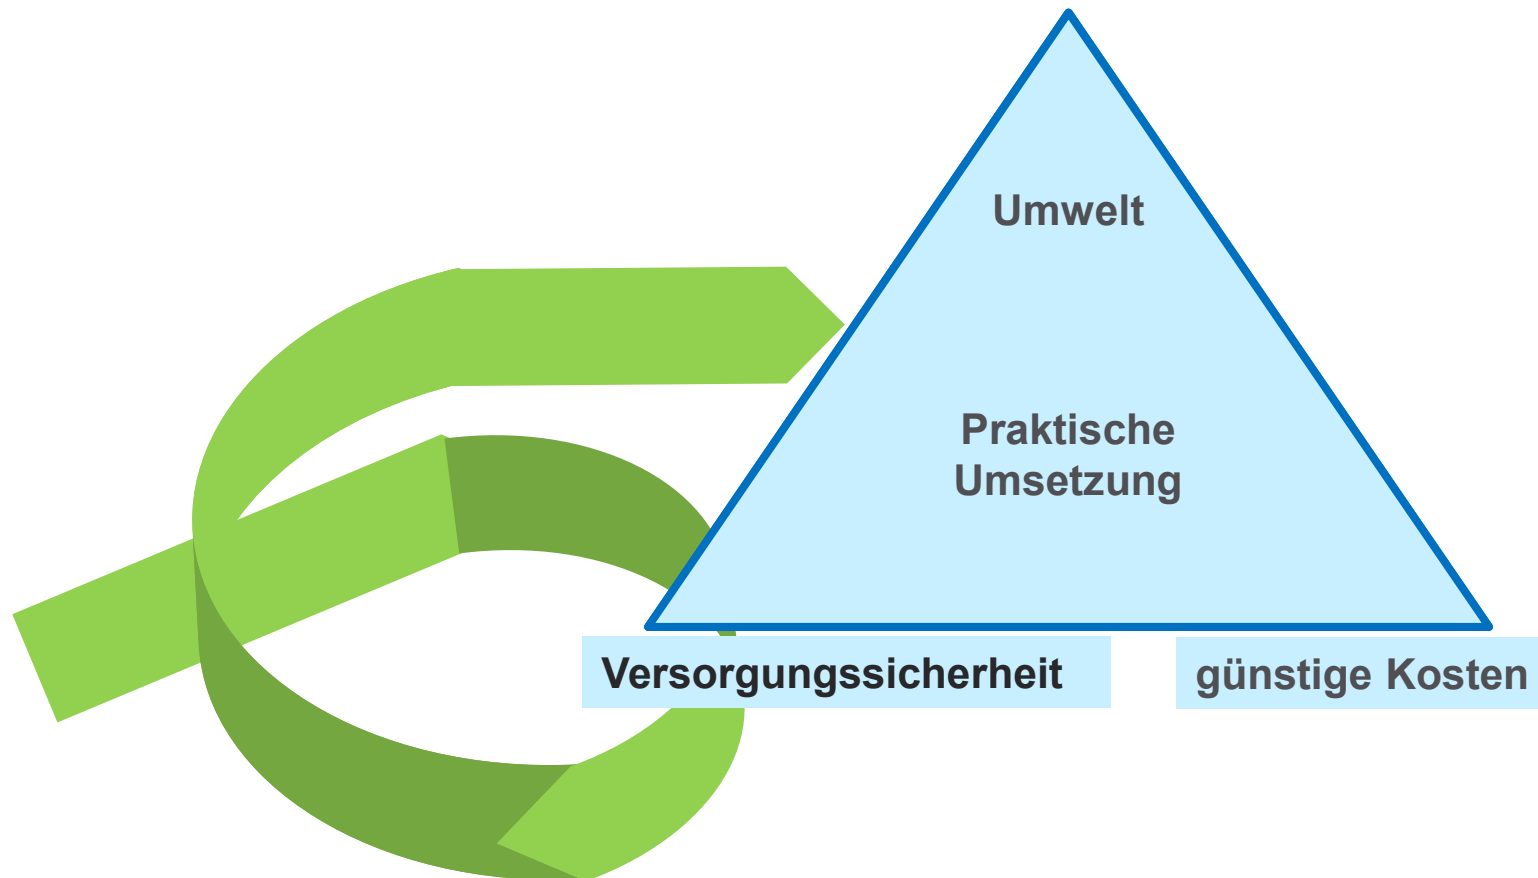 Umwelt
Praktische
Umsetzung
Versorgungssicherheit
günstige Kosten